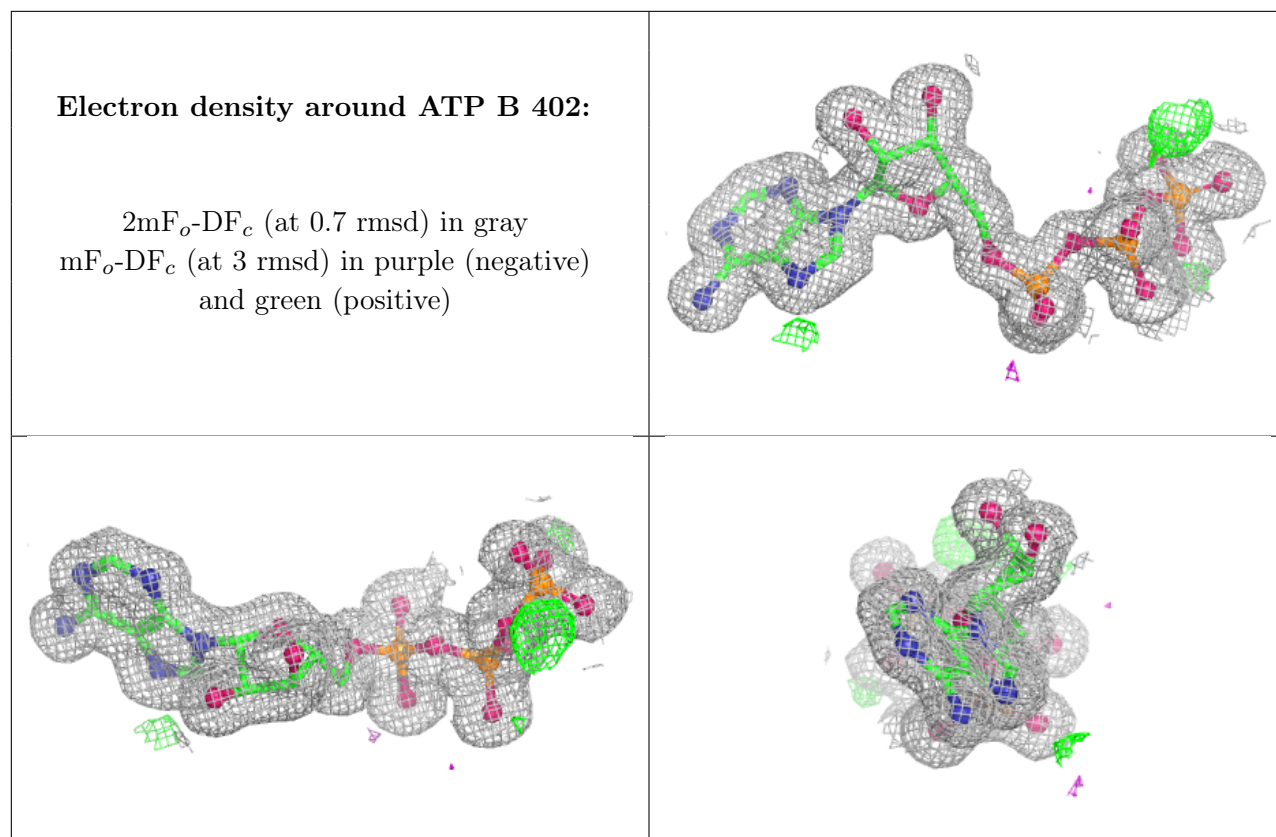 Electron density around ATP B 402:
2mFo-DFc (at 0.7 rmsd) in gray
mFo-DFc (at 3 rmsd) in purple (negative)
and green (positive)